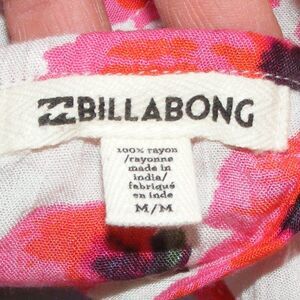 BILLABONG
100% rayon
/rayonne
made in
india/
fabriqué
en inde
M/M